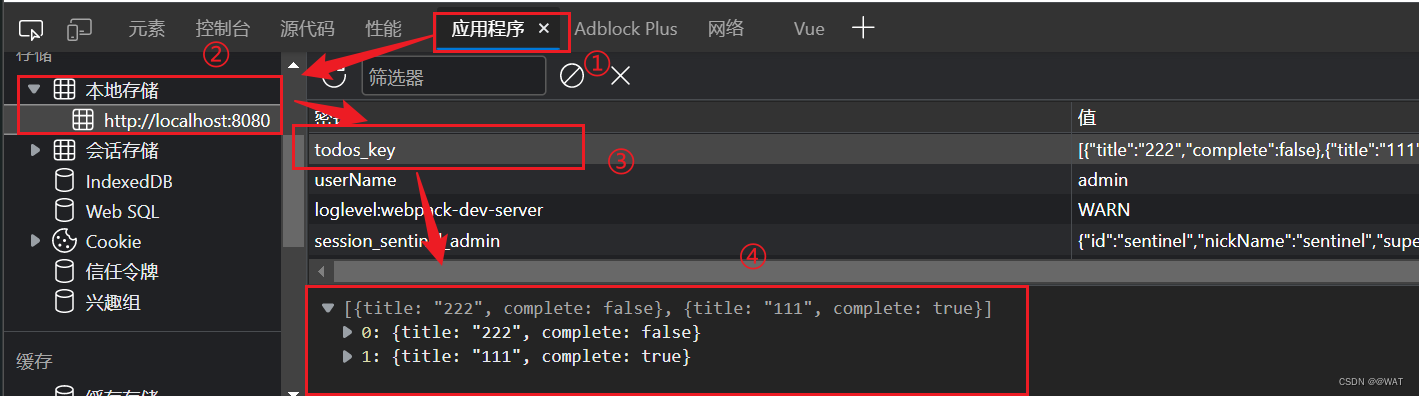 元素 控制台 源代码 性能 应用程序 × Adblock Plus 网络 Vue
②
①
③
④
存储
本地存储
http://localhost:8080
会话存储
IndexedDB
Web SQL
Cookie
信任令牌
兴趣组
缓存
缓存存储
筛选器
值
todos_key [{"title":"222","complete":false},{"title":"111"
userName admin
loglevel:webpack-dev-server WARN
session_sentinel_admin {"id":"sentinel","nickName":"sentinel","supe
[{title: "222", complete: false}, {title: "111", complete: true}]
0: {title: "222", complete: false}
1: {title: "111", complete: true}
CSDN @@WAT